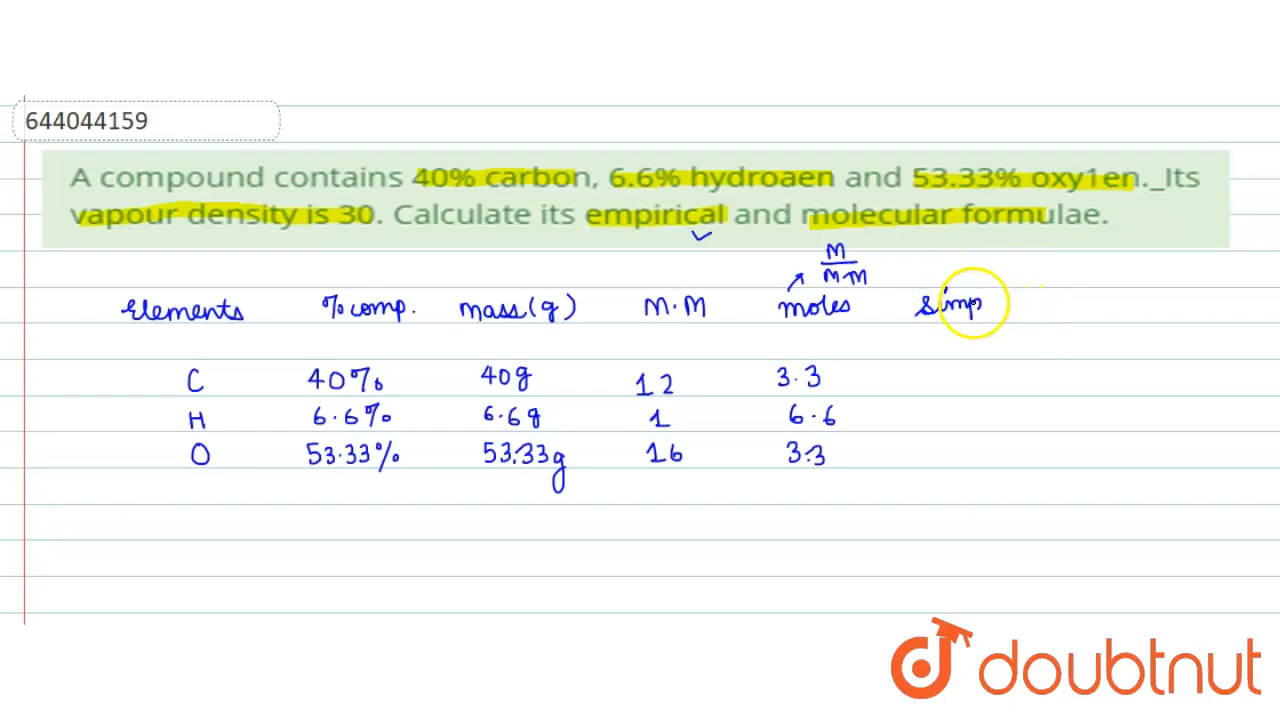 644044159
A compound contains 40% carbon, 6.6% hydroaen and 53.33% oxy1en._Its
vapour density is 30. Calculate its empirical and molecular formulae.
M
M·M
Elements % comp. mass(g) M·M moles simp
C 40% 40g 12 3.3
H 6.6% 6.6g 1 6.6
O 53.33% 53.33g 16 3.3
doubtnut